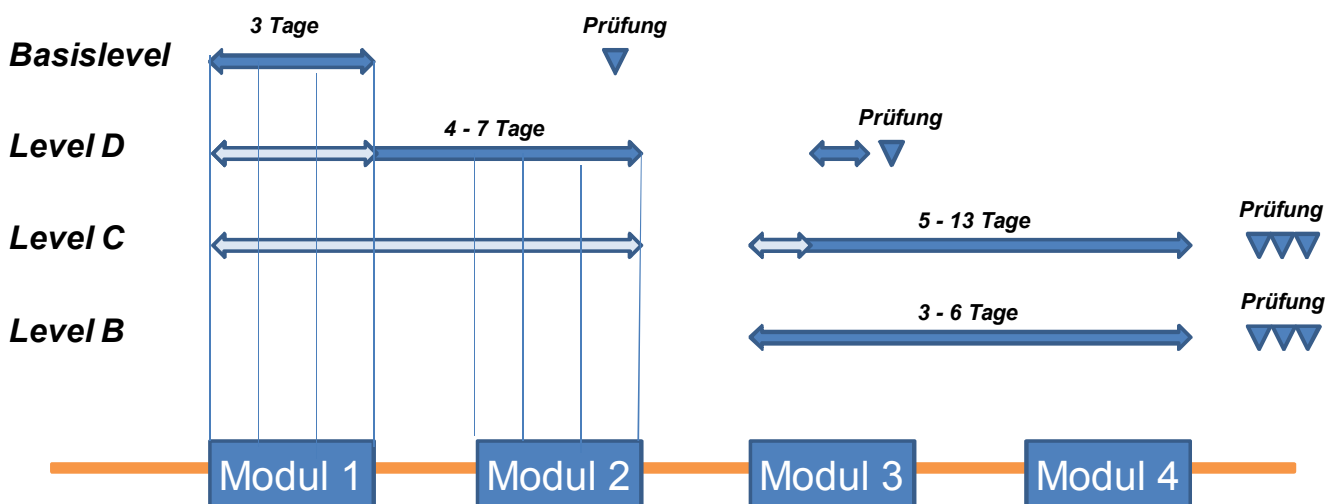 3 Tage
Prüfung
Basislevel
4 - 7 Tage
Prüfung
Level D
5 - 13 Tage
Prüfung
Level C
3 - 6 Tage
Prüfung
Level B
Modul 1
Modul 2
Modul 3
Modul 4